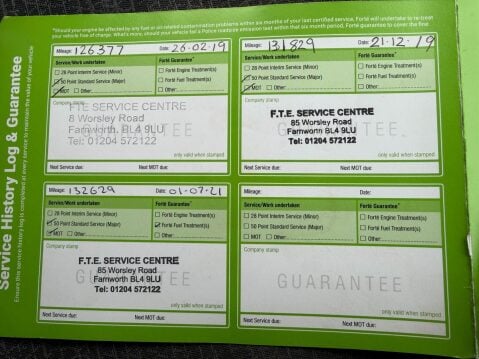 Service History Log & Guarantee
Ensure this service history log is completed at every service to maintain the value of your vehicle
*Should your engine be affected by any fuel or oil related contamination problems within six months of your last certified service, Forté will undertake to re-treat
your vehicle free of charge. What's more, should your vehicle fail a Police roadside emission test within that six month period, Forté guarantee to cover the fine.
Mileage: 126377 Date: 26-02-19
Service/Work undertaken Forté Guarantee*
28 Point Interim Service (Minor) Forté Engine Treatment(s)
50 Point Standard Service (Major) Forté Fuel Treatment(s)
MOT Other:
Company stamp
GUARANTEE
FTE SERVICE CENTRE
8 Worsley Road
Farnworth. BL4 9LU
Tel: 01204 572122
only valid when stamped
Next Service due: Next MOT due:
Mileage: 131829 Date: 21-12-19
Service/Work undertaken Forté Guarantee*
28 Point Interim Service (Minor) Forté Engine Treatment(s)
50 Point Standard Service (Major) Forté Fuel Treatment(s)
MOT Other:
Company stamp
GUARANTEE
F.T.E. SERVICE CENTRE
85 Worsley Road
Farnworth BL4 9LU
Tel: 01204 572122
only valid when stamped
Next Service due: Next MOT due:
Mileage: 132629 Date: 01-07-21
Service/Work undertaken Forté Guarantee*
28 Point Interim Service (Minor) Forté Engine Treatment(s)
50 Point Standard Service (Major) Forté Fuel Treatment(s)
MOT Other:
Company stamp
GUARANTEE
F.T.E. SERVICE CENTRE
85 Worsley Road
Farnworth BL4 9LU
Tel: 01204 572122
only valid when stamped
Next Service due: Next MOT due:
Mileage: Date:
Service/Work undertaken Forté Guarantee*
28 Point Interim Service (Minor) Forté Engine Treatment(s)
50 Point Standard Service (Major) Forté Fuel Treatment(s)
MOT Other:
Company stamp
GUARANTEE
only valid when stamped
Next Service due: Next MOT due: